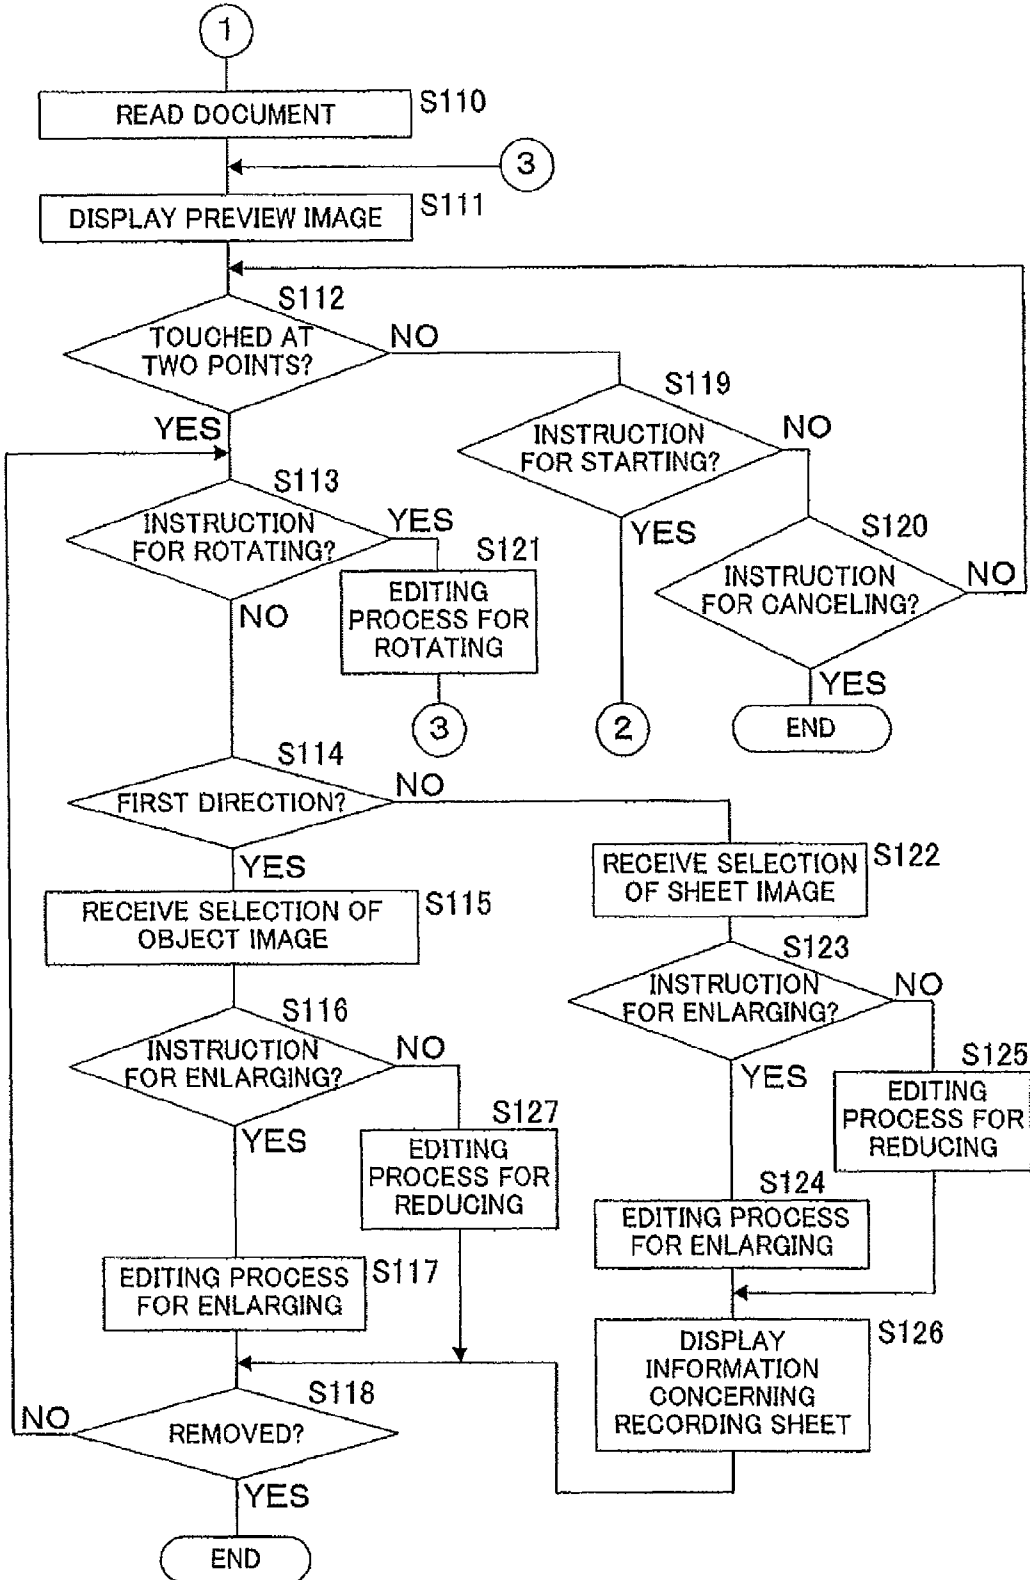 1
READ DOCUMENT
S110
3
DISPLAY PREVIEW IMAGE
S111
S112
TOUCHED AT
TWO POINTS?
NO
YES
S119
INSTRUCTION
FOR STARTING?
NO
YES
S113
INSTRUCTION
FOR ROTATING?
YES
NO
S121
EDITING
PROCESS FOR
ROTATING
3
2
S120
INSTRUCTION
FOR CANCELING?
NO
YES
END
S114
FIRST DIRECTION?
NO
YES
RECEIVE SELECTION OF
OBJECT IMAGE
S115
S116
INSTRUCTION
FOR ENLARGING?
NO
YES
S127
EDITING
PROCESS FOR
REDUCING
EDITING PROCESS
FOR ENLARGING
S117
RECEIVE SELECTION
OF SHEET IMAGE
S122
S123
INSTRUCTION
FOR ENLARGING?
NO
YES
S125
EDITING
PROCESS FOR
REDUCING
S124
EDITING PROCESS
FOR ENLARGING
DISPLAY
INFORMATION
CONCERNING
RECORDING SHEET
S126
S118
REMOVED?
NO
YES
END